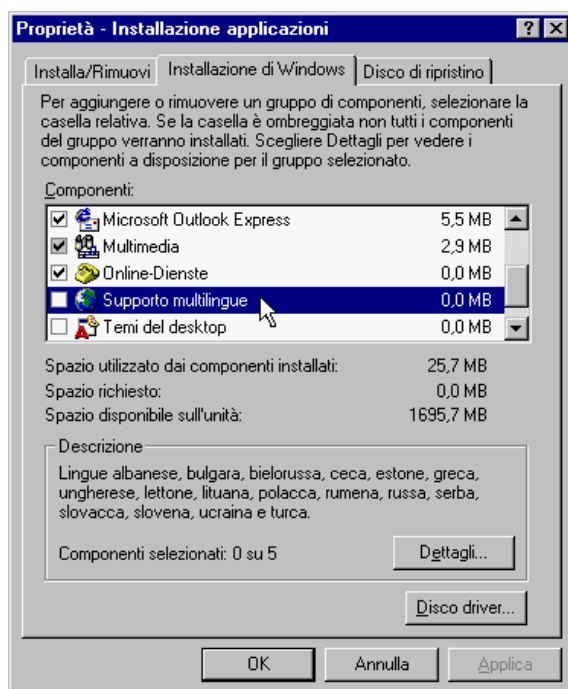 Proprietà - Installazione applicazioni
Installa/Rimuovi Installazione di Windows Disco di ripristino
Per aggiungere o rimuovere un gruppo di componenti, selezionare la
casella relativa. Se la casella è ombreggiata non tutti i componenti
del gruppo verranno installati. Scegliere Dettagli per vedere i
componenti a disposizione per il gruppo selezionato.
Componenti:
Microsoft Outlook Express 5,5 MB
Multimedia 2,9 MB
Online-Dienste 0,0 MB
Supporto multilingue 0,0 MB
Temi del desktop 0,0 MB
Spazio utilizzato dai componenti installati: 25,7 MB
Spazio richiesto: 0,0 MB
Spazio disponibile sull'unità: 1695,7 MB
Descrizione
Lingue albanese, bulgara, bielorussa, ceca, estone, greca,
ungherese, lettone, lituana, polacca, rumena, russa, serba,
slovacca, slovena, ucraina e turca.
Componenti selezionati: 0 su 5 Dettagli...
Disco driver...
OK Annulla Applica